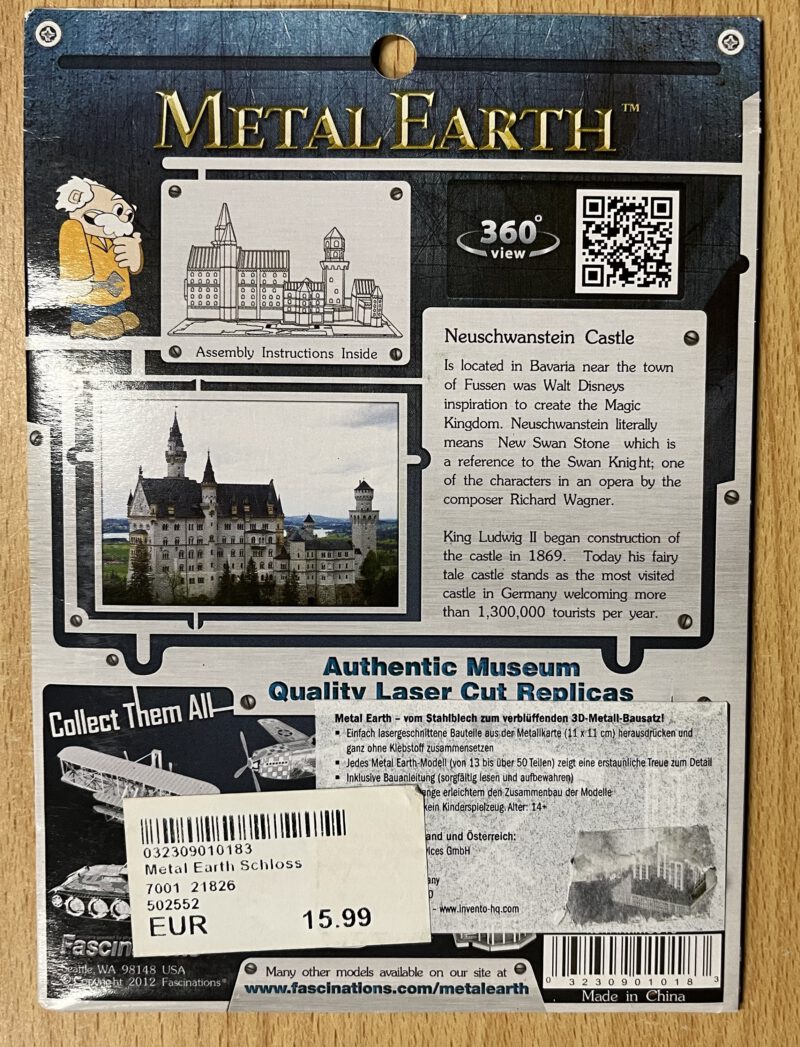 METAL EARTH™
360°
view
Assembly Instructions Inside
Neuschwanstein Castle
Is located in Bavaria near the town
of Fussen was Walt Disneys
inspiration to create the Magic
Kingdom. Neuschwanstein literally
means New Swan Stone which is
a reference to the Swan Knight; one
of the characters in an opera by the
composer Richard Wagner.
King Ludwig II began construction of
the castle in 1869. Today his fairy
tale castle stands as the most visited
castle in Germany welcoming more
than 1,300,000 tourists per year.
Authentic Museum
Quality Laser Cut Replicas
Collect Them All
Metal Earth – vom Stahlblech zum verblüffenden 3D-Metall-Bausatz!
▪ Einfach lasergeschnittene Bauteile aus der Metallkarte (11 x 11 cm) herausdrücken und
ganz ohne Klebstoff zusammensetzen
▪ Jedes Metal Earth-Modell (von 13 bis über 50 Teilen) zeigt eine erstaunliche Treue zum Detail
▪ Inklusive Bauanleitung (sorgfältig lesen und aufbewahren)
ange erleichtern den Zusammenbau der Modelle
kein Kinderspielzeug. Alter: 14+
and und Österreich:
vices GmbH
any
- www.invento-hq.com
032309010183
Metal Earth Schloss
7001 21826
502552
EUR 15.99
Fascin
Seattle, WA 98148 USA
© Copyright 2012 Fascinations®
Many other models available on our site at
www.fascinations.com/metalearth
0 32309 01018 3
Made in China